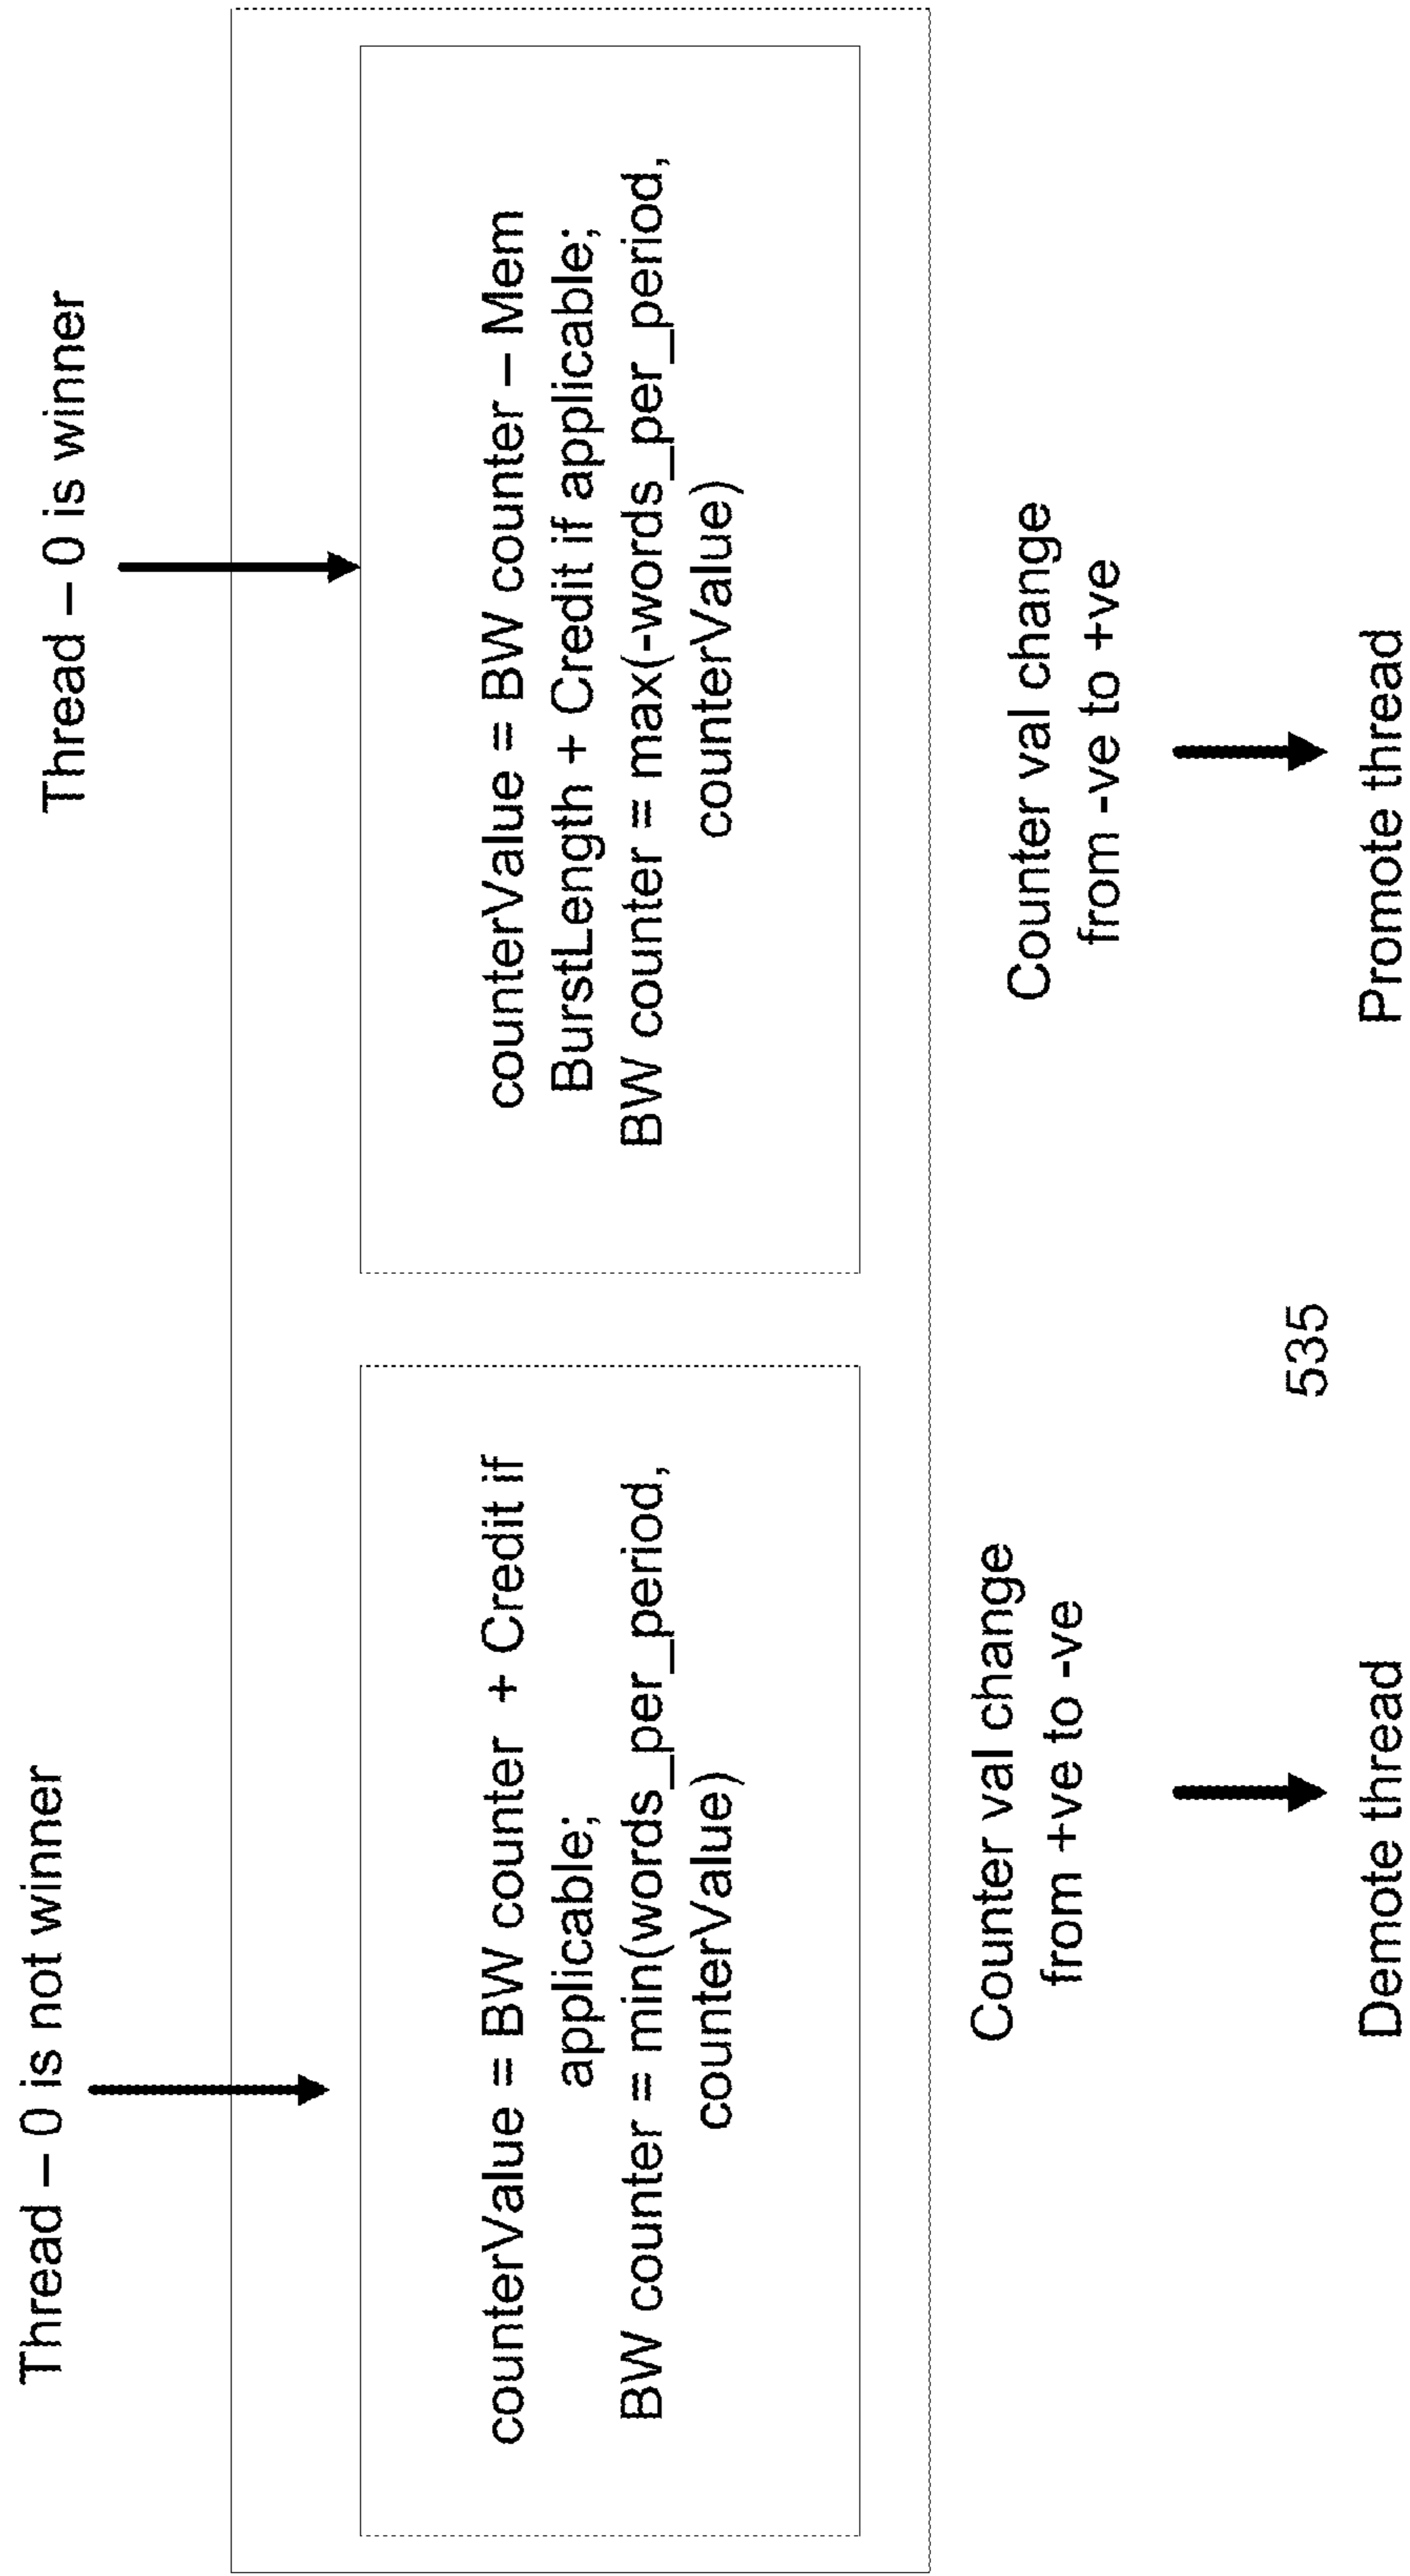 Thread – 0 is not winner
counterValue = BW counter + Credit if
applicable;
BW counter = min(words_per_period,
counterValue)
Counter val change
from +ve to -ve
Demote thread
Thread – 0 is winner
counterValue = BW counter – Mem
BurstLength + Credit if applicable;
BW counter = max(-words_per_period,
counterValue)
Counter val change
from -ve to +ve
Promote thread
535